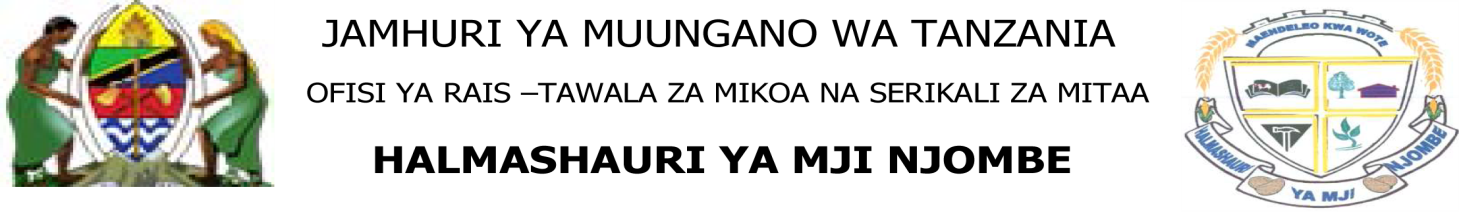 JAMHURI YA MUUNGANO WA TANZANIA
OFISI YA RAIS –TAWALA ZA MIKOA NA SERIKALI ZA MITAA
HALMASHAURI YA MJI NJOMBE
MAENDELEO KWA WOTE
HALMASHAURI
YA MJI
NJOMBE